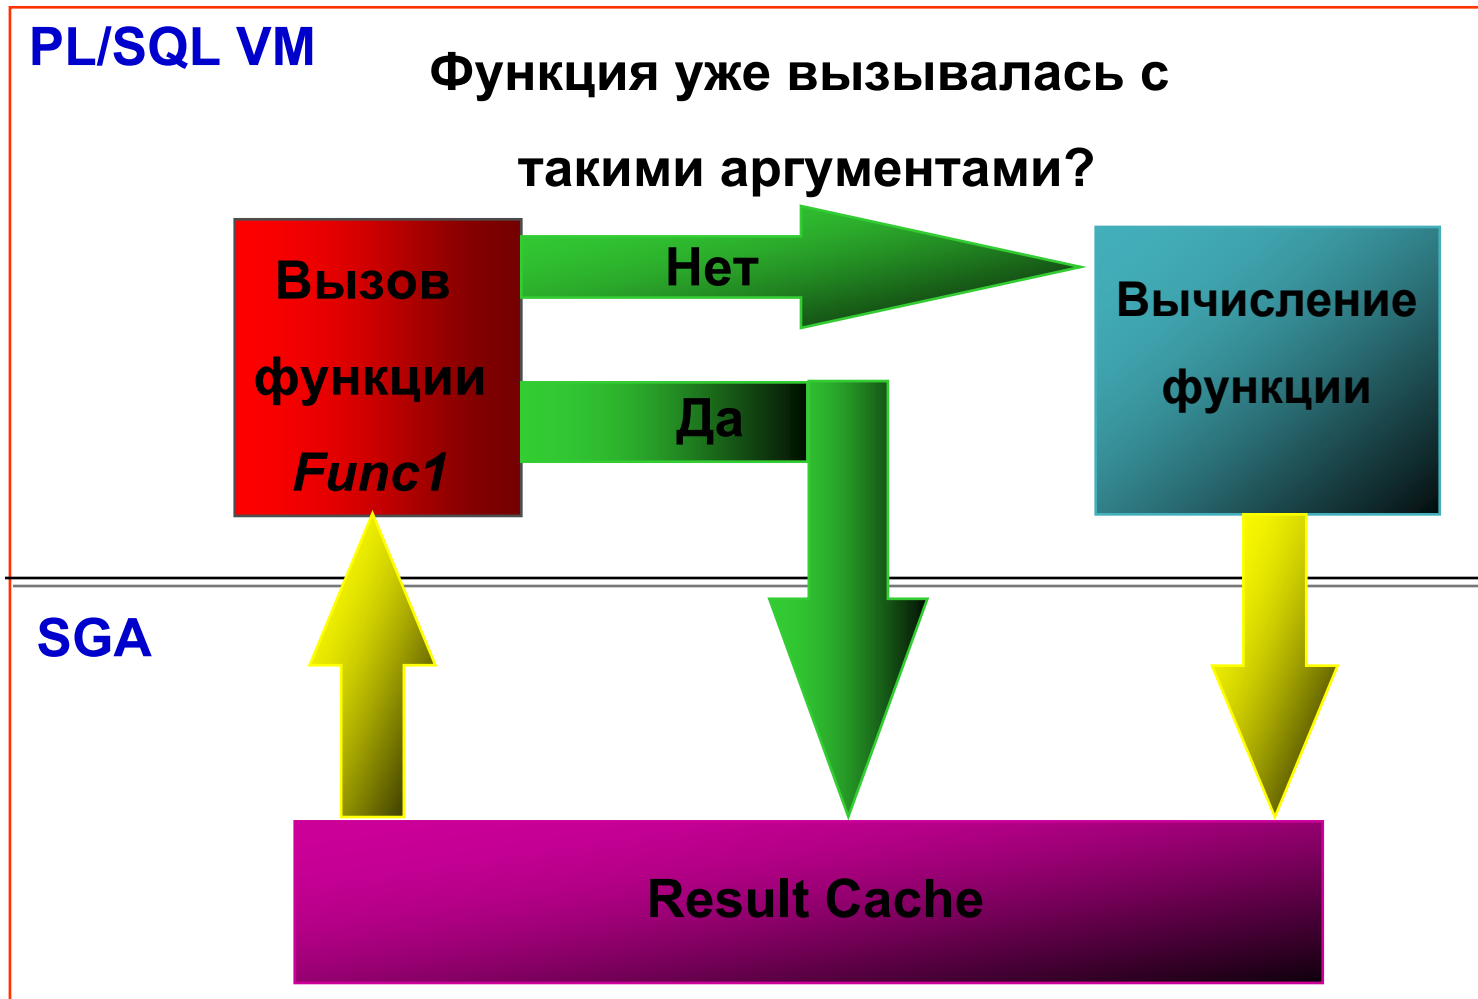 PL/SQL VM
Функция уже вызывалась с
такими аргументами?
Вызов
функции
Func1
Нет
Да
Вычисление
функции
SGA
Result Cache